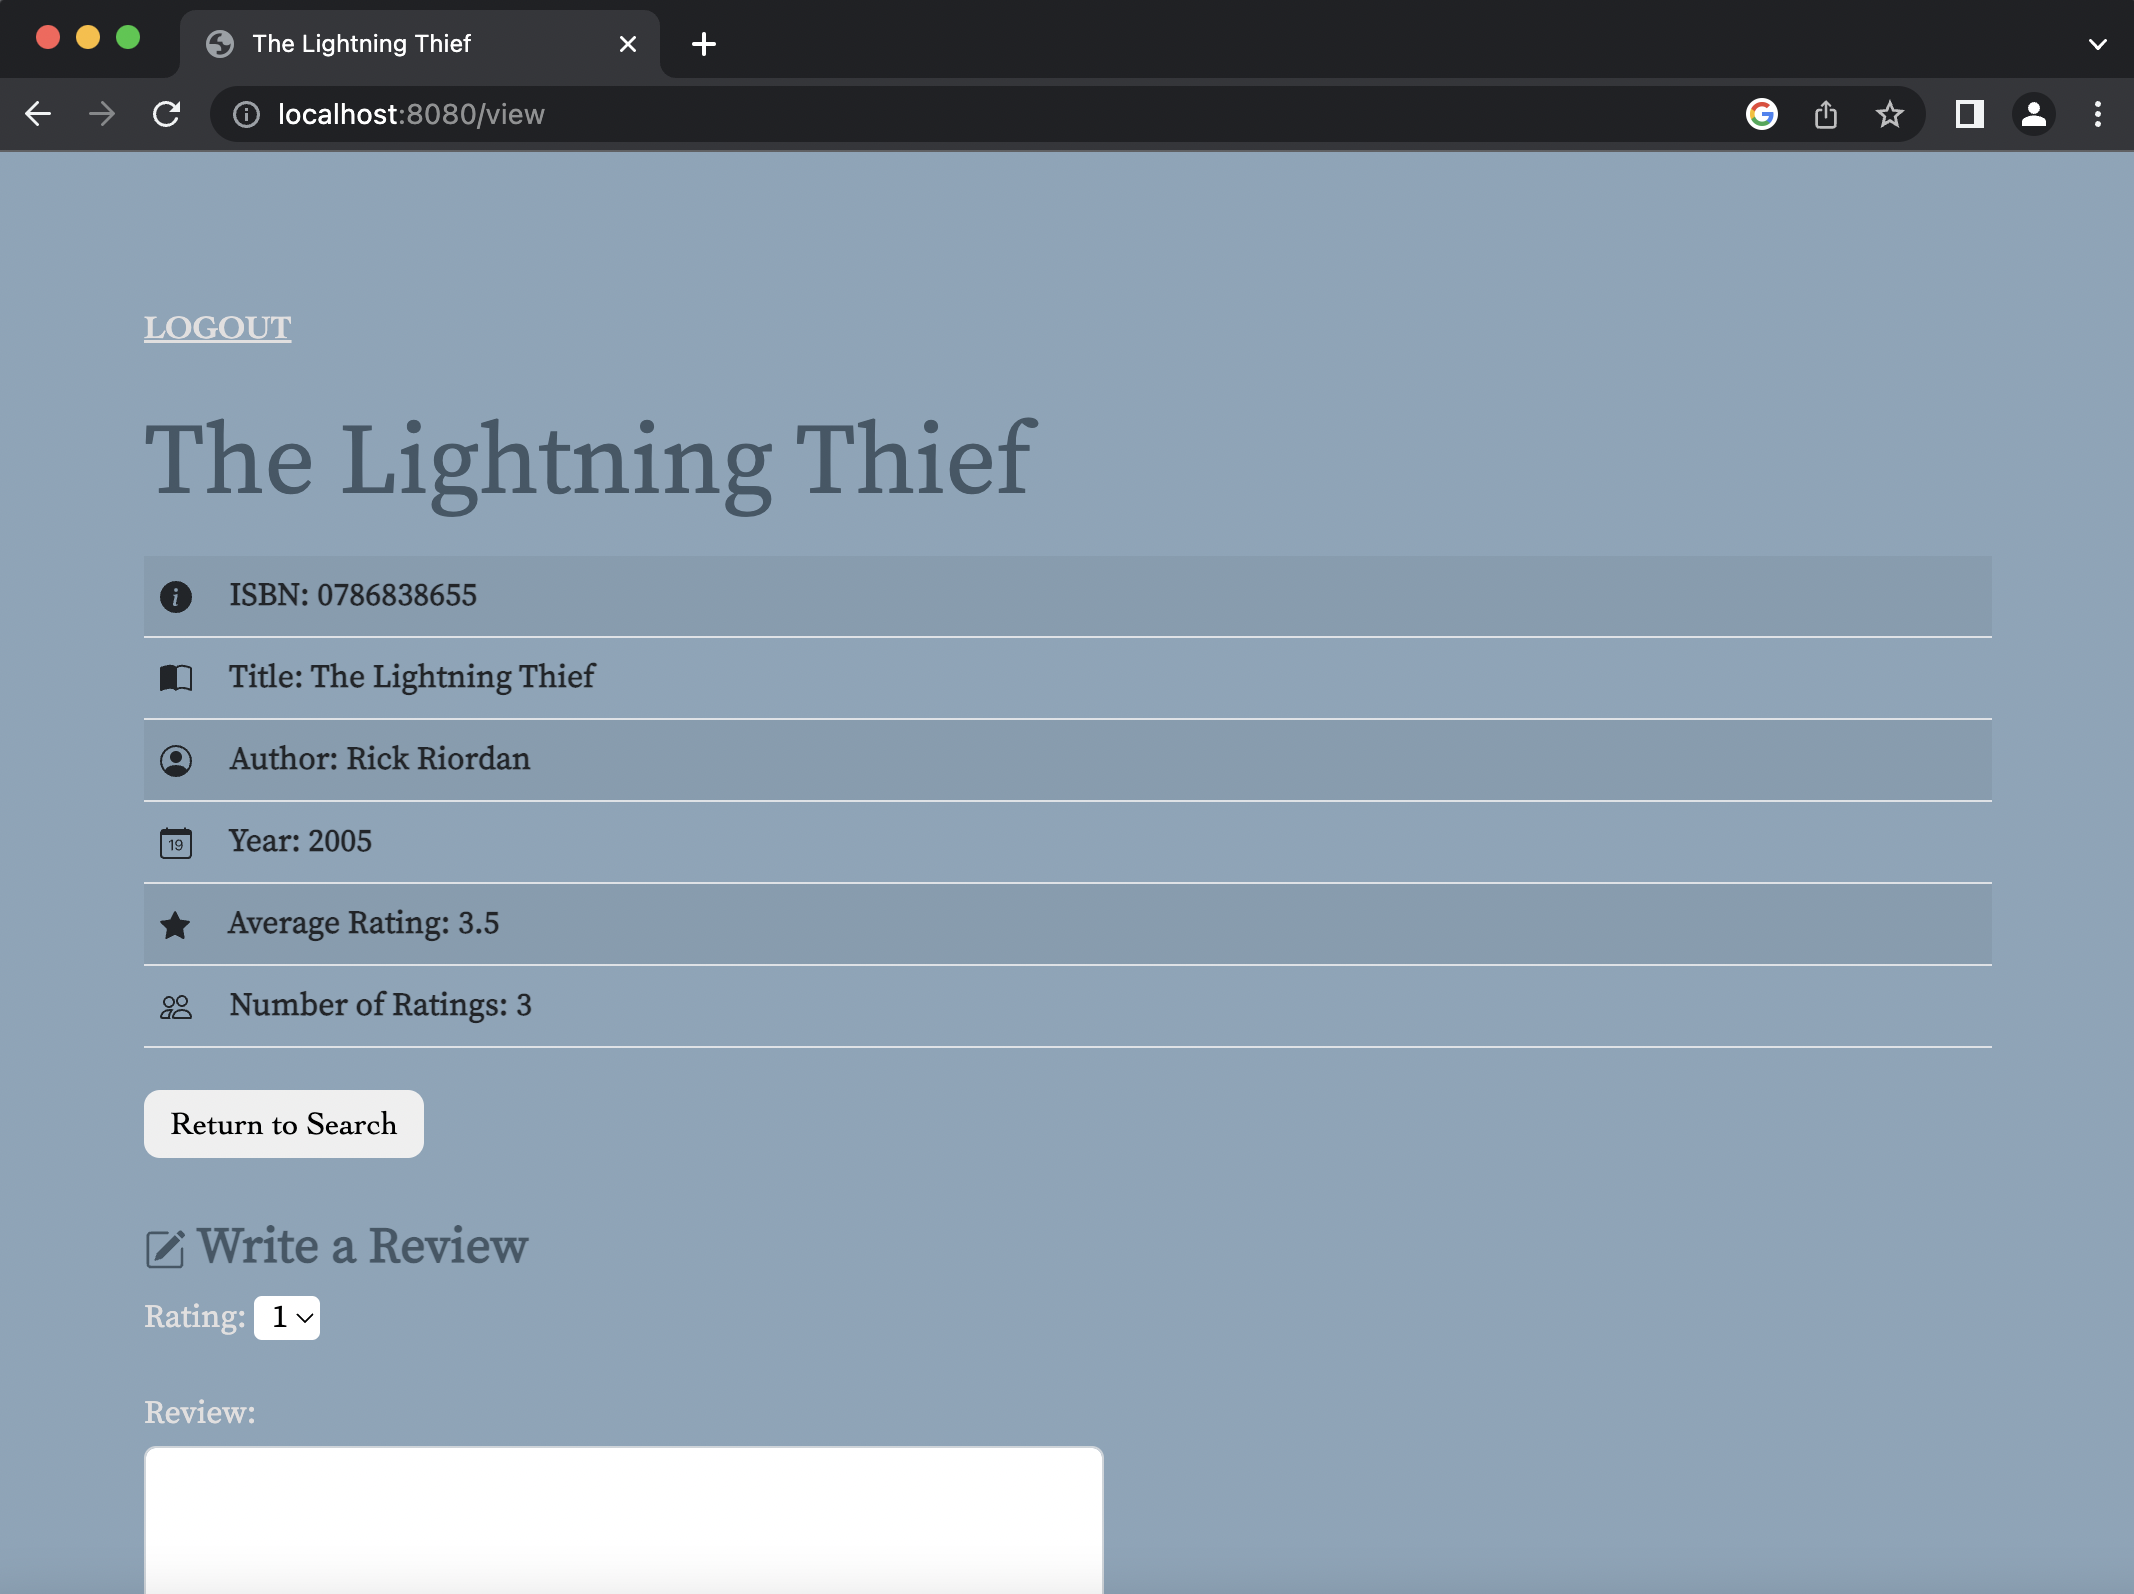 The Lightning Thief
localhost:8080/view
LOGOUT
The Lightning Thief
ISBN: 0786838655
Title: The Lightning Thief
Author: Rick Riordan
19
Year: 2005
Average Rating: 3.5
Number of Ratings: 3
Return to Search
Write a Review
Rating: 1
Review: